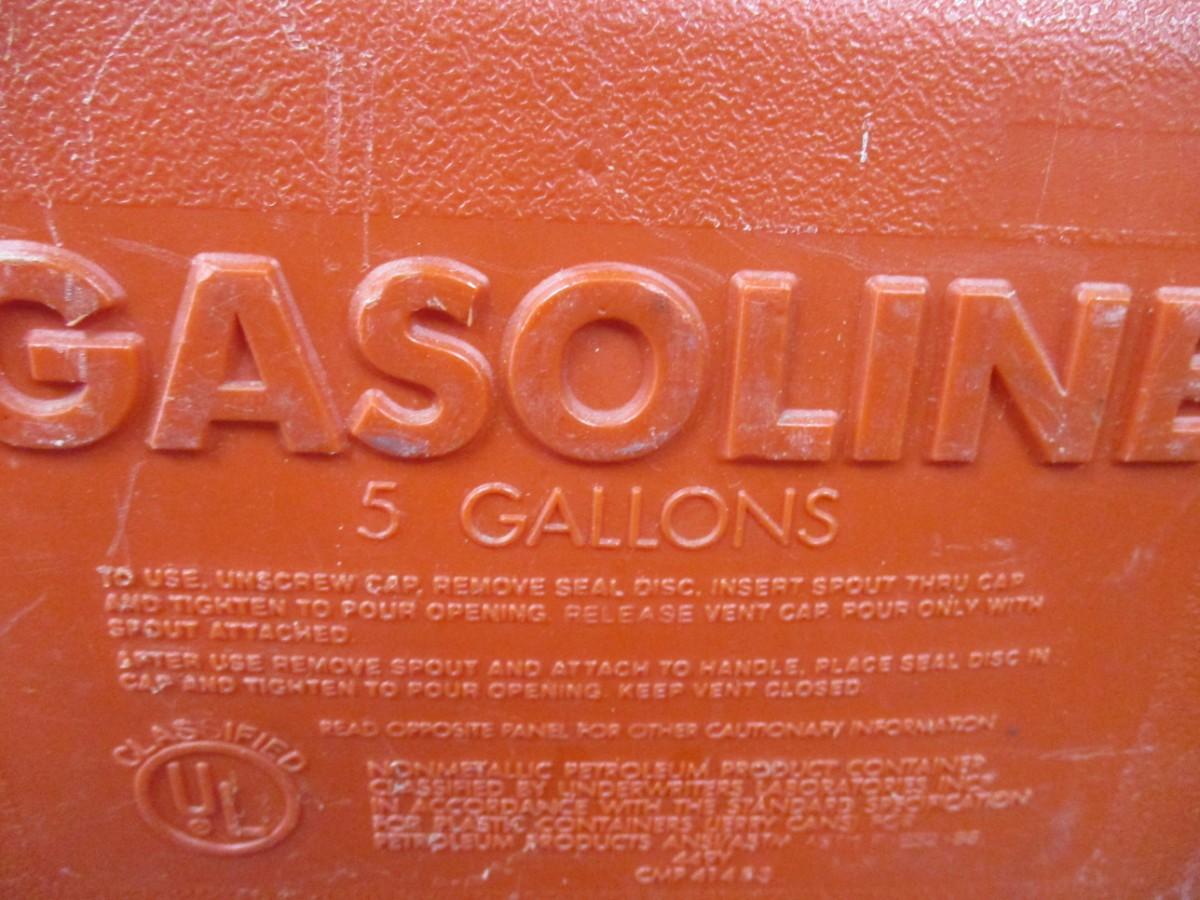 GASOLINE
5 GALLONS
TO USE, UNSCREW CAP, REMOVE SEAL DISC, INSERT SPOUT THRU CAP
AND TIGHTEN TO POUR OPENING. RELEASE VENT CAP. POUR ONLY WITH
SPOUT ATTACHED.
AFTER USE REMOVE SPOUT AND ATTACH TO HANDLE. PLACE SEAL DISC IN
CAP AND TIGHTEN TO POUR OPENING. KEEP VENT CLOSED
READ OPPOSITE PANEL FOR OTHER CAUTIONARY INFORMATION
CLASSIFIED
UL
NONMETALLIC PETROLEUM PRODUCT CONTAINER
CLASSIFIED BY UNDERWRITERS LABORATORIES INC.
IN ACCORDANCE WITH THE STANDARD SPECIFICATION
FOR PLASTIC CONTAINERS (JERRY CANS) FOR
PETROLEUM PRODUCTS